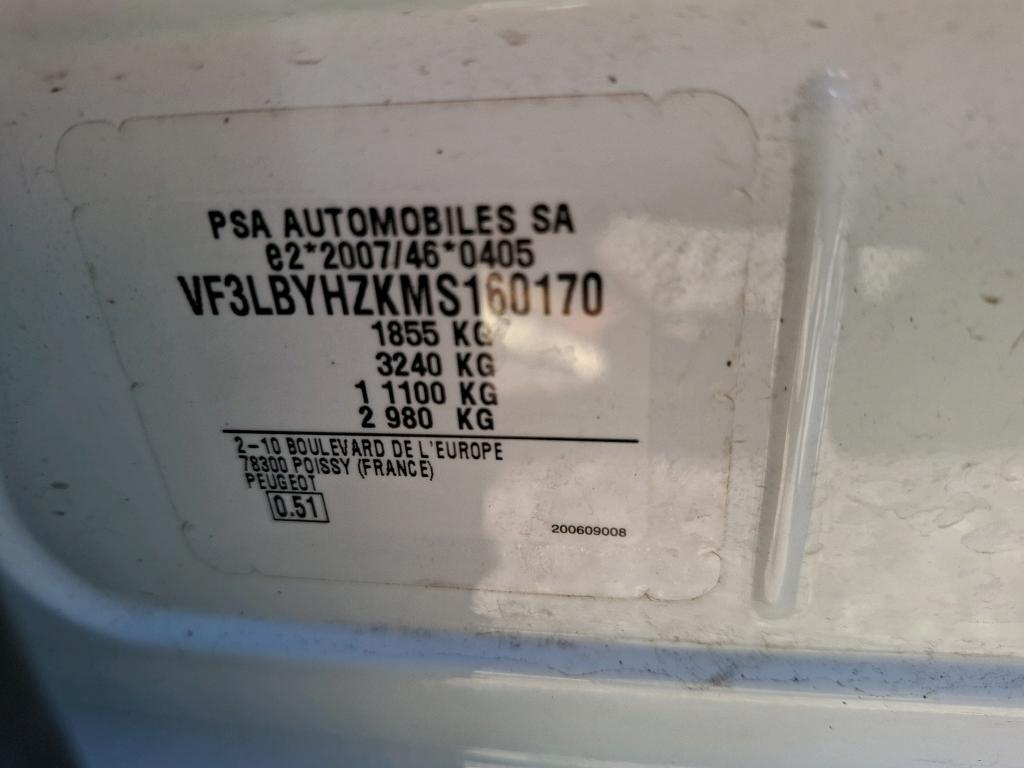 PSA AUTOMOBILES SA
e2*2007/46*0405
VF3LBYHZKMS160170
1855 KG
3240 KG
1 1100 KG
2 980 KG
2-10 BOULEVARD DE L'EUROPE
78300 POISSY (FRANCE)
PEUGEOT
0.51
200609008